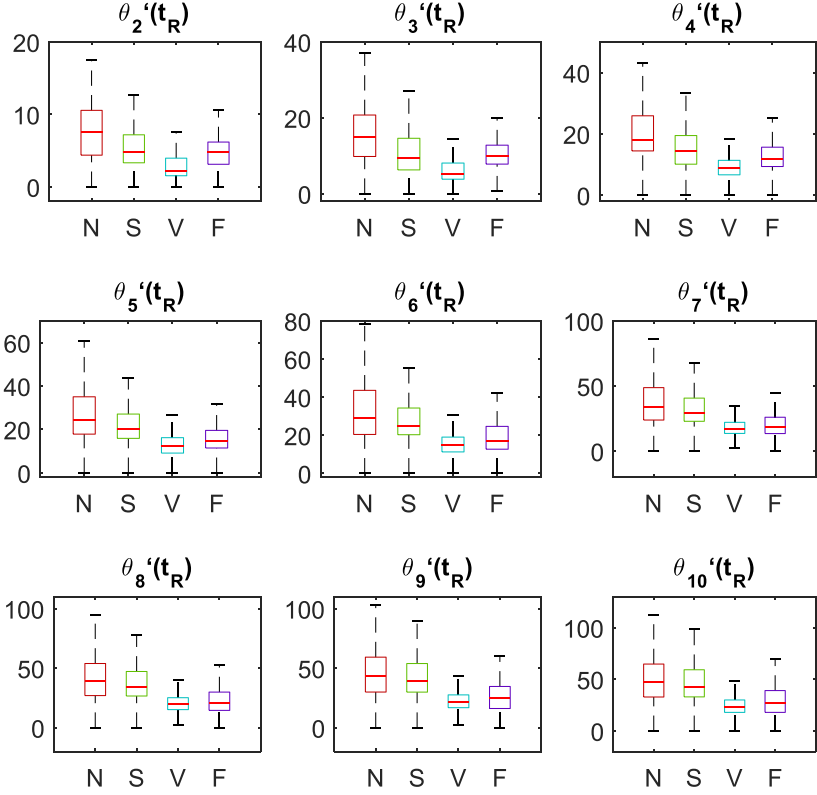 θ2‘(tR) θ3‘(tR) θ4‘(tR)
20 40 40
10 20 20
0 0 0
N S V F N S V F N S V F
θ5‘(tR) θ6‘(tR) θ7‘(tR)
60 80 100
40 60 50
20 40 0
0 20
0
N S V F N S V F N S V F
θ8‘(tR) θ9‘(tR) θ10‘(tR)
100 100 100
50 50 50
0 0 0
N S V F N S V F N S V F